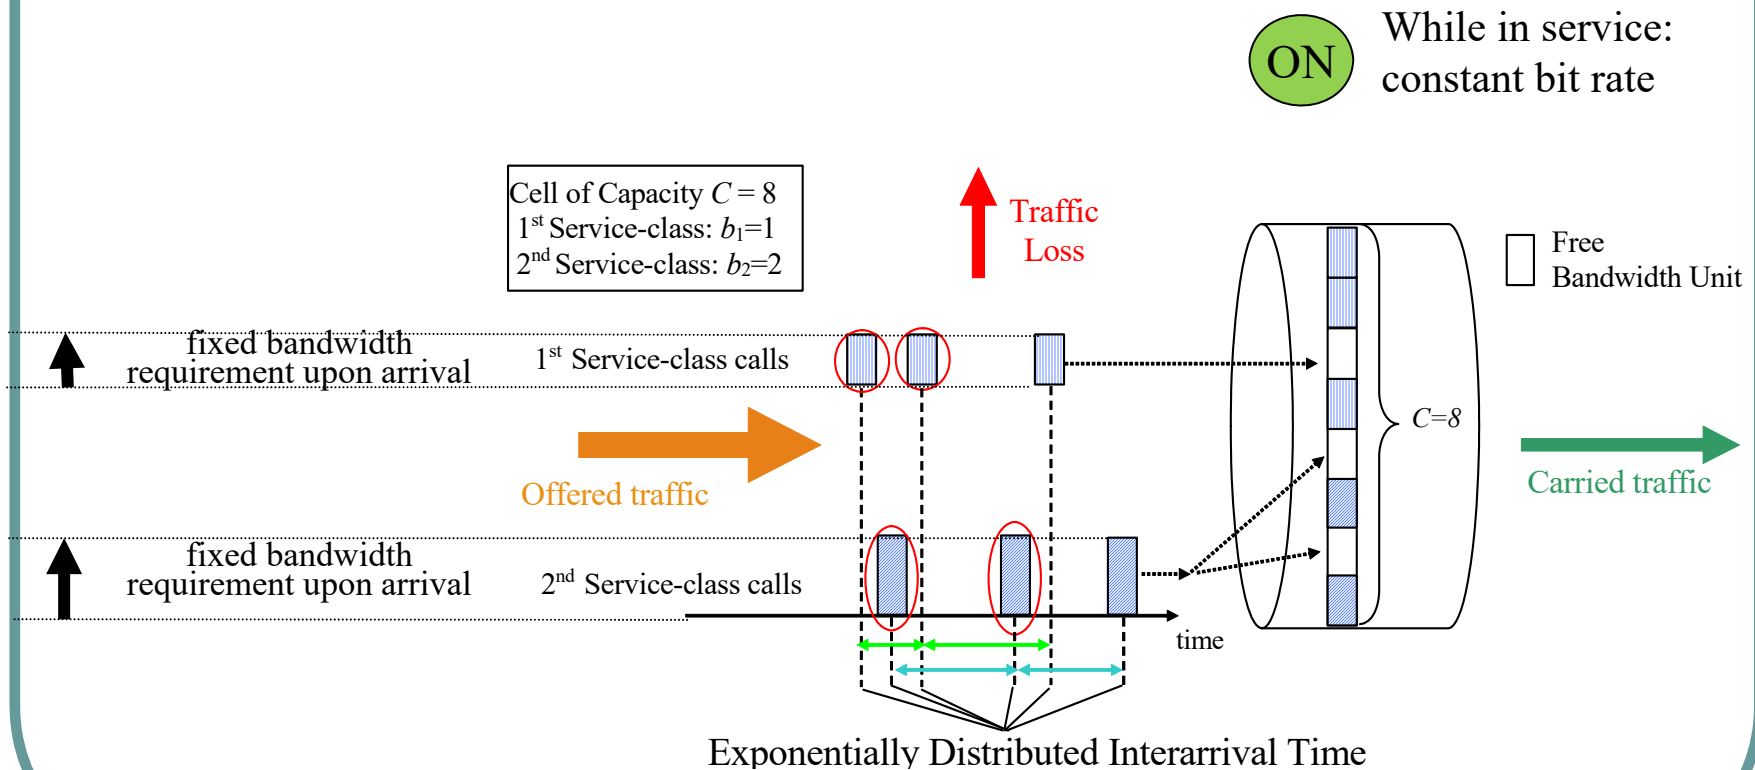 ON
While in service:
constant bit rate
Cell of Capacity C = 8
1st Service-class: b1=1
2nd Service-class: b2=2
Traffic
Loss
Free
Bandwidth Unit
fixed bandwidth
requirement upon arrival
1st Service-class calls
C=8
Offered traffic
Carried traffic
fixed bandwidth
requirement upon arrival
2nd Service-class calls
time
Exponentially Distributed Interarrival Time